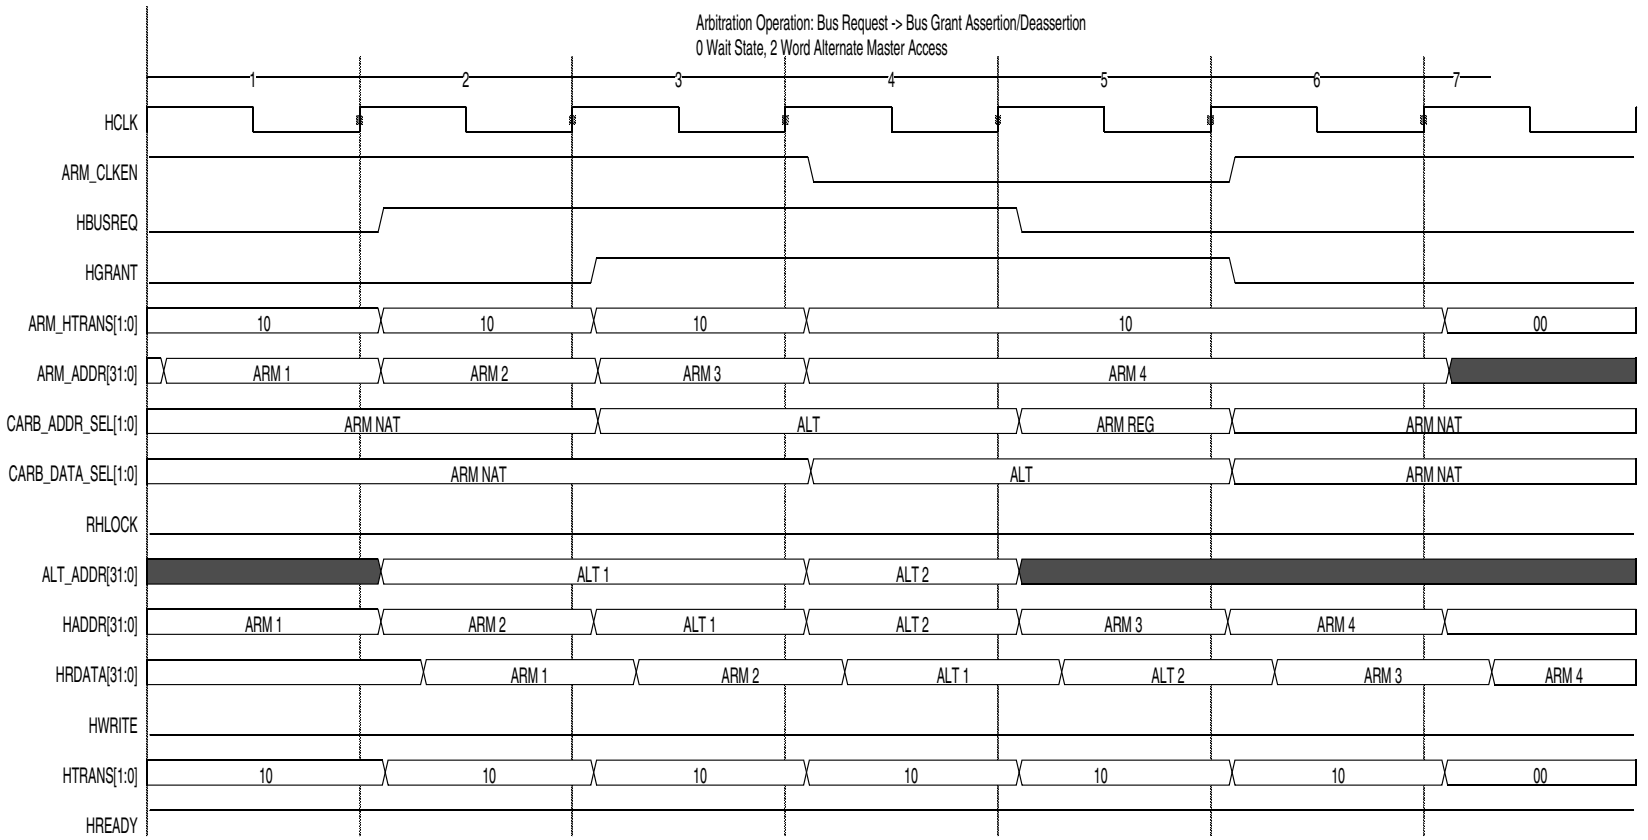 Arbitration Operation: Bus Request -> Bus Grant Assertion/Deassertion
0 Wait State, 2 Word Alternate Master Access
1 2 3 4 5 6 7
HCLK
ARM_CLKEN
HBUSREQ
HGRANT
ARM_HTRANS[1:0] 10 10 10 10 00
ARM_ADDR[31:0] ARM 1 ARM 2 ARM 3 ARM 4
CARB_ADDR_SEL[1:0] ARM NAT ALT ARM REG ARM NAT
CARB_DATA_SEL[1:0] ARM NAT ALT ARM NAT
RHLOCK
ALT_ADDR[31:0] ALT 1 ALT 2
HADDR[31:0] ARM 1 ARM 2 ALT 1 ALT 2 ARM 3 ARM 4
HRDATA[31:0] ARM 1 ARM 2 ALT 1 ALT 2 ARM 3 ARM 4
HWRITE
HTRANS[1:0] 10 10 10 10 10 10 00
HREADY